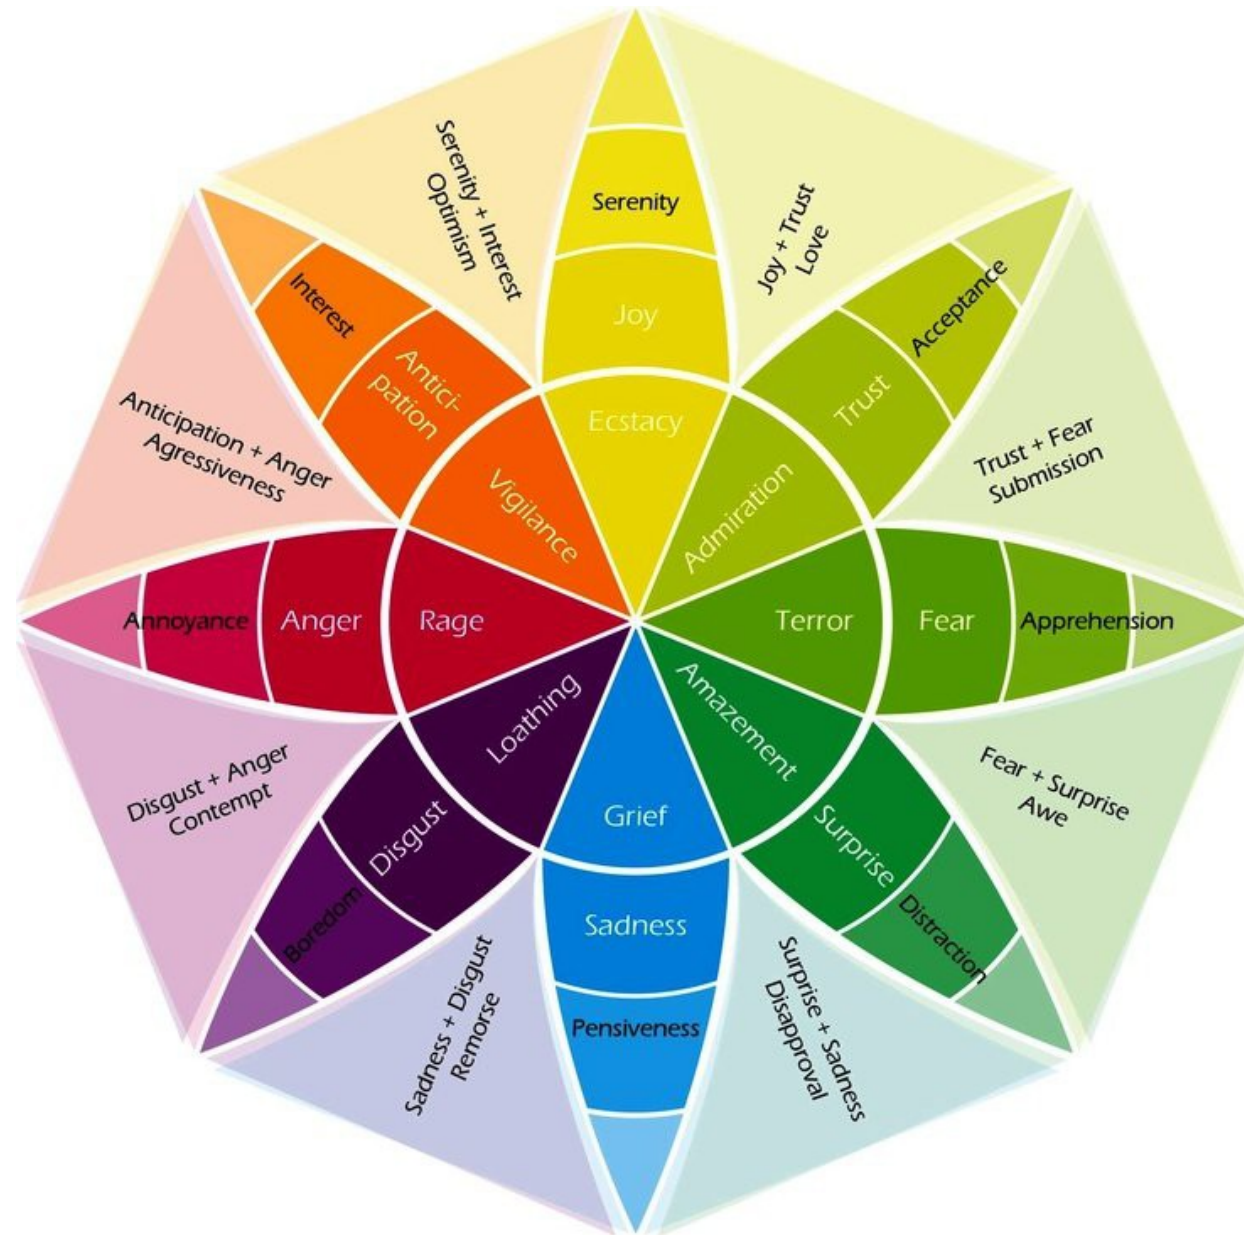 Serenity + Interest
Optimism
Serenity
Joy
Ecstacy
Joy + Trust
Love
Acceptance
Trust
Admiration
Trust + Fear
Submission
Terror
Fear
Apprehension
Fear + Surprise
Awe
Amazement
Surprise
Distraction
Surprise + Sadness
Disapproval
Grief
Sadness
Pensiveness
Sadness + Disgust
Remorse
Loathing
Disgust
Boredom
Disgust + Anger
Contempt
Rage
Anger
Annoyance
Anticipation + Anger
Agressiveness
Interest
Antici-
pation
Vigilance